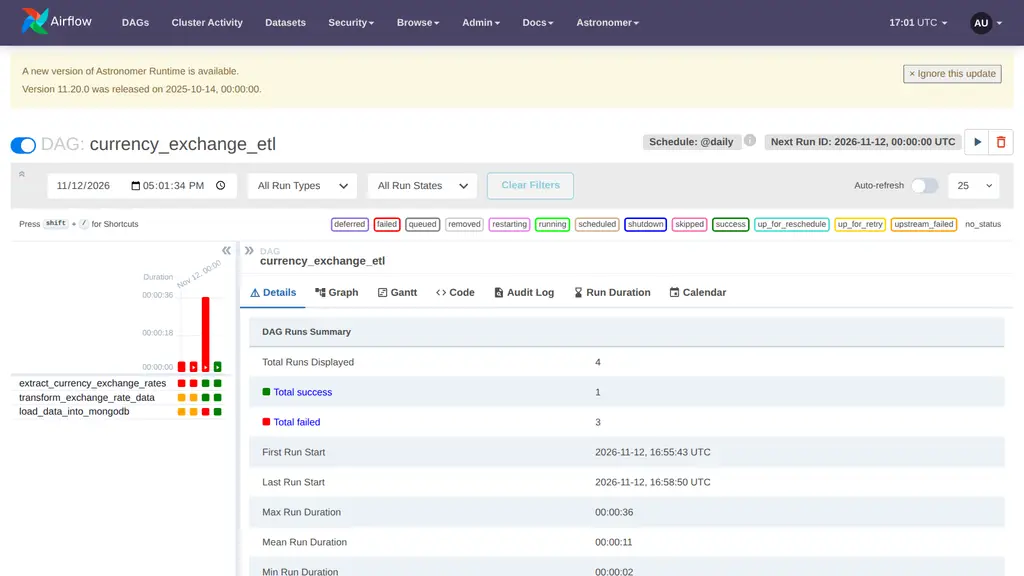 Airflow
DAGs
Cluster Activity
Datasets
Security
Browse
Admin
Docs
Astronomer
17:01 UTC
AU
A new version of Astronomer Runtime is available.
Version 11.20.0 was released on 2025-10-14, 00:00:00.
× Ignore this update
DAG: currency_exchange_etl
Schedule: @daily
Next Run ID: 2026-11-12, 00:00:00 UTC
11/12/2026 05:01:34 PM
All Run Types
All Run States
Clear Filters
Auto-refresh
25
Press shift + / for Shortcuts
deferred
failed
queued
removed
restarting
running
scheduled
shutdown
skipped
success
up_for_reschedule
up_for_retry
upstream_failed
no_status
Duration
Nov 12, 00:00
00:00:36
00:00:18
00:00:00
extract_currency_exchange_rates
transform_exchange_rate_data
load_data_into_mongodb
DAG
currency_exchange_etl
Details
Graph
Gantt
Code
Audit Log
Run Duration
Calendar
DAG Runs Summary
Total Runs Displayed 4
Total success 1
Total failed 3
First Run Start 2026-11-12, 16:55:43 UTC
Last Run Start 2026-11-12, 16:58:50 UTC
Max Run Duration 00:00:36
Mean Run Duration 00:00:11
Min Run Duration 00:00:02